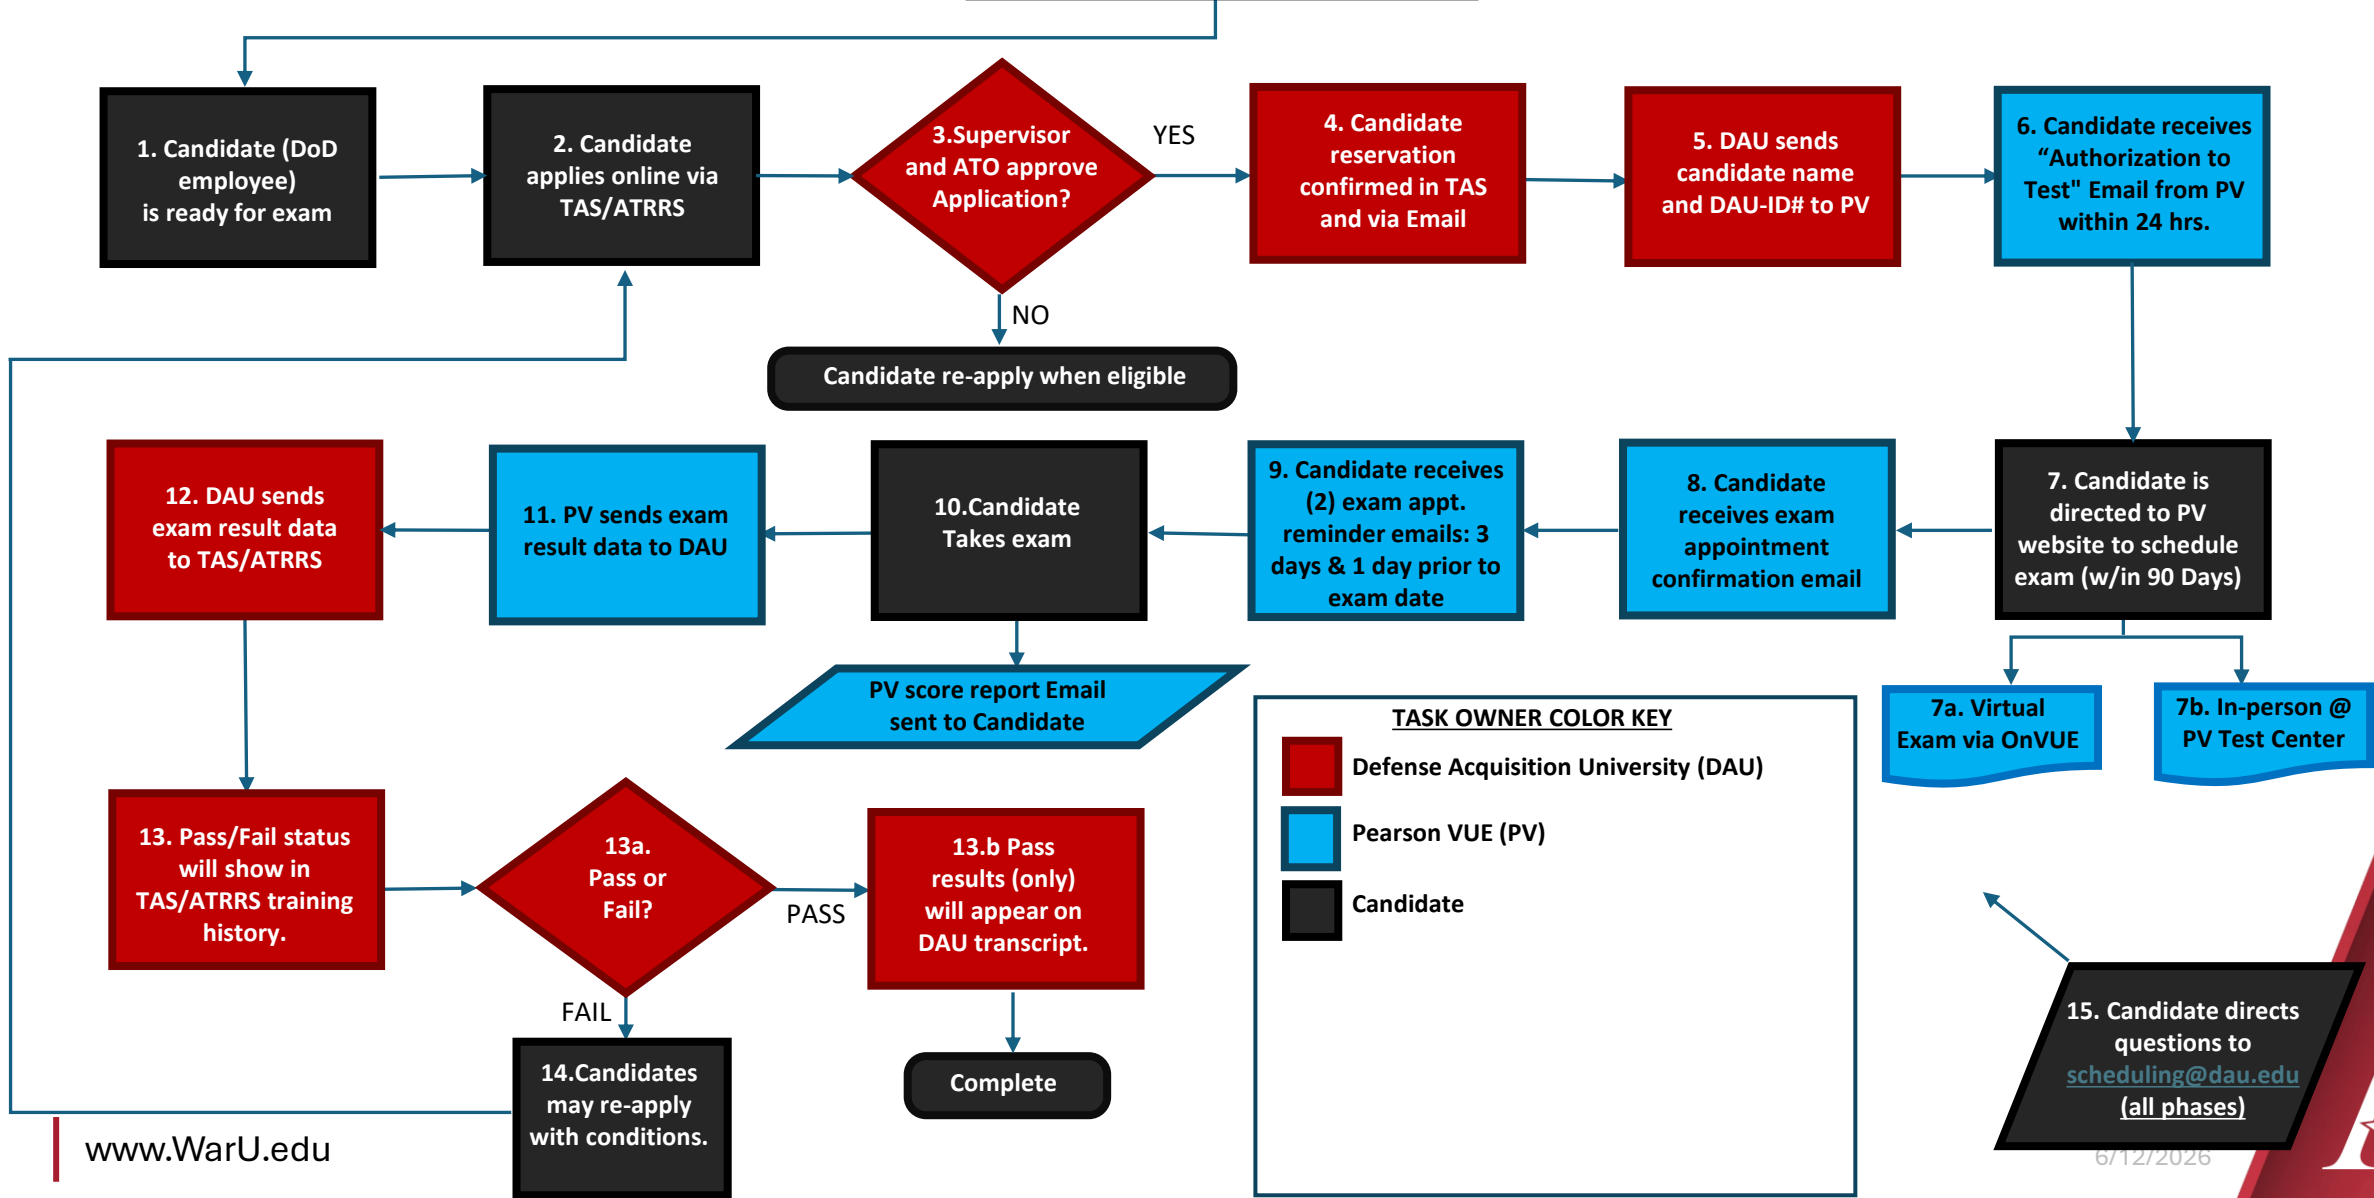 1. Candidate (DoD
employee)
is ready for exam
2. Candidate
applies online via
TAS/ATRRS
3.Supervisor
and ATO approve
Application?
YES
NO
Candidate re-apply when eligible
4. Candidate
reservation
confirmed in TAS
and via Email
5. DAU sends
candidate name
and DAU-ID# to PV
6. Candidate receives
“Authorization to
Test" Email from PV
within 24 hrs.
7. Candidate is
directed to PV
website to schedule
exam (w/in 90 Days)
7a. Virtual
Exam via OnVUE
7b. In-person @
PV Test Center
8. Candidate
receives exam
appointment
confirmation email
9. Candidate receives
(2) exam appt.
reminder emails: 3
days & 1 day prior to
exam date
10.Candidate
Takes exam
PV score report Email
sent to Candidate
11. PV sends exam
result data to DAU
12. DAU sends
exam result data
to TAS/ATRRS
13. Pass/Fail status
will show in
TAS/ATRRS training
history.
13a.
Pass or
Fail?
PASS
FAIL
13.b Pass
results (only)
will appear on
DAU transcript.
Complete
14.Candidates
may re-apply
with conditions.
TASK OWNER COLOR KEY
Defense Acquisition University (DAU)
Pearson VUE (PV)
Candidate
15. Candidate directs
questions to
scheduling@dau.edu
(all phases)
www.WarU.edu
6/12/2026